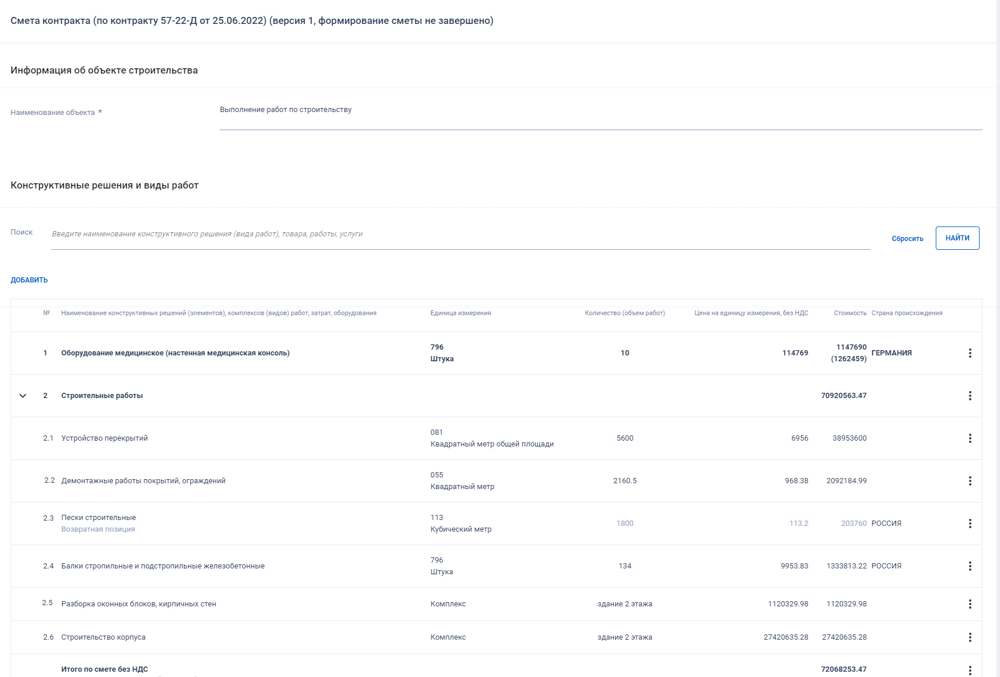 Смета контракта (по контракту 57-22-Д от 25.06.2022) (версия 1, формирование сметы не завершено)
Информация об объекте строительства
Наименование объекта *
Выполнение работ по строительству
Конструктивные решения и виды работ
Поиск
Введите наименование конструктивного решения (вида работ), товара, работы, услуги
Сбросить
НАЙТИ
ДОБАВИТЬ
№ Наименование конструктивных решений (элементов), комплексов (видов) работ, затрат, оборудования Единица измерения Количество (объем работ) Цена на единицу измерения, без НДС Стоимость Страна происхождения
1 Оборудование медицинское (настенная медицинская консоль) 796 Штука 10 114769 1147690 (1262459) ГЕРМАНИЯ
2 Строительные работы 70920563.47
2.1 Устройство перекрытий 081 Квадратный метр общей площади 5600 6956 38953600
2.2 Демонтажные работы покрытий, ограждений 055 Квадратный метр 2160.5 968.38 2092184.99
2.3 Пески строительные Возвратная позиция 113 Кубический метр 1800 113.2 203760 РОССИЯ
2.4 Балки стропильные и подстропильные железобетонные 796 Штука 134 9953.83 1333813.22 РОССИЯ
2.5 Разборка оконных блоков, кирпичных стен Комплекс здание 2 этажа 1120329.98 1120329.98
2.6 Строительство корпуса Комплекс здание 2 этажа 27420635.28 27420635.28
Итого по смете без НДС 72068253.47